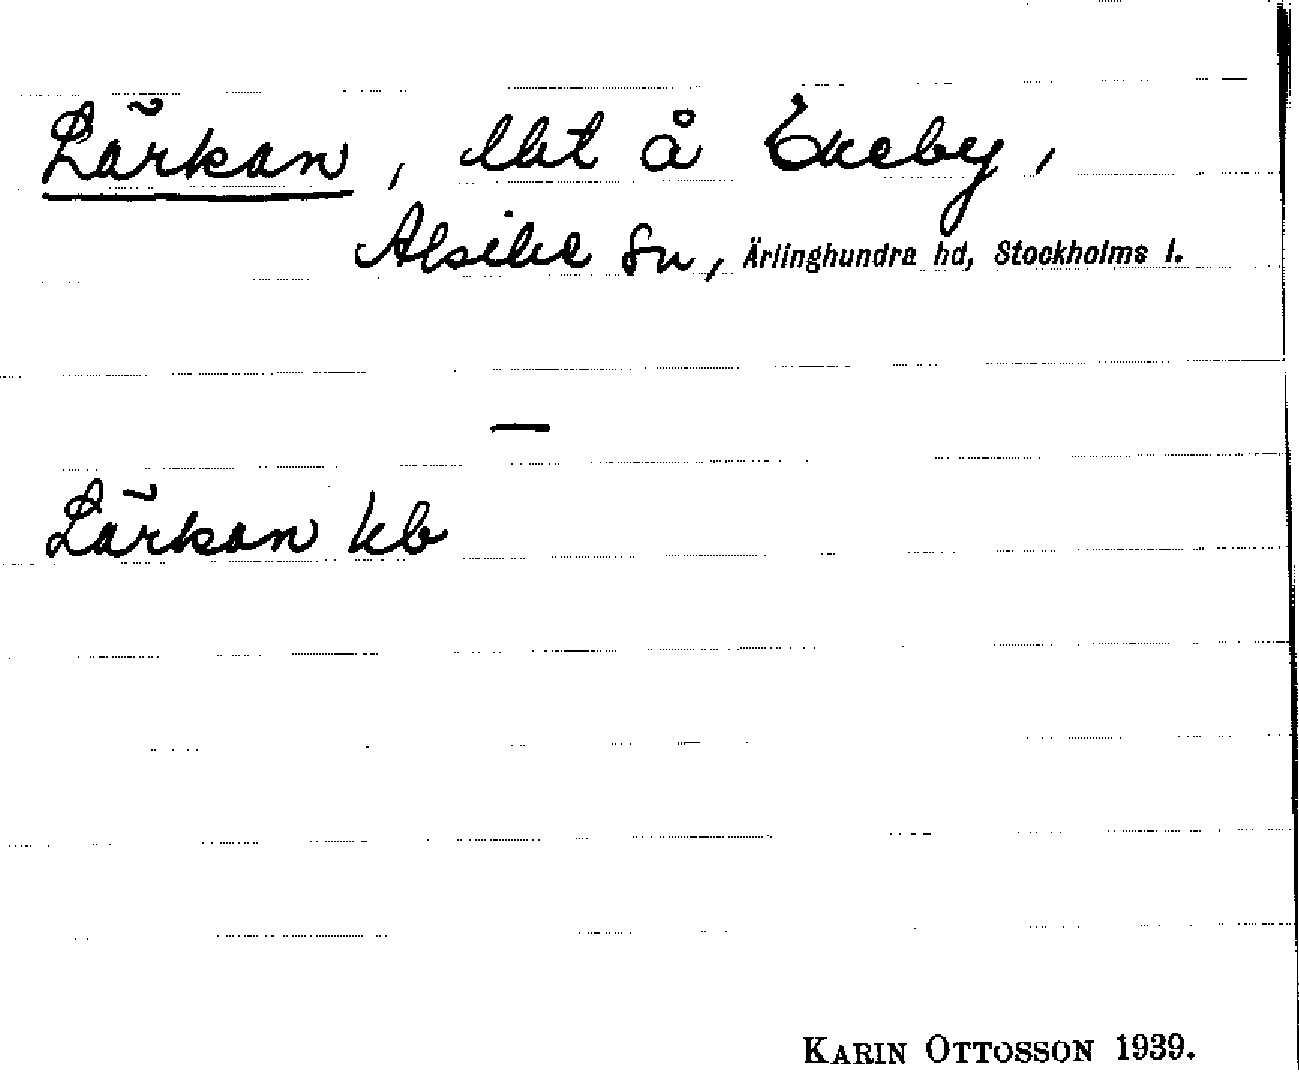 Lärkan, lht å Ekeby,
Alsike sn, Ärlinghundra hd, Stockholms l.
—
Lärkan kb
KARIN OTTOSSON 1939.